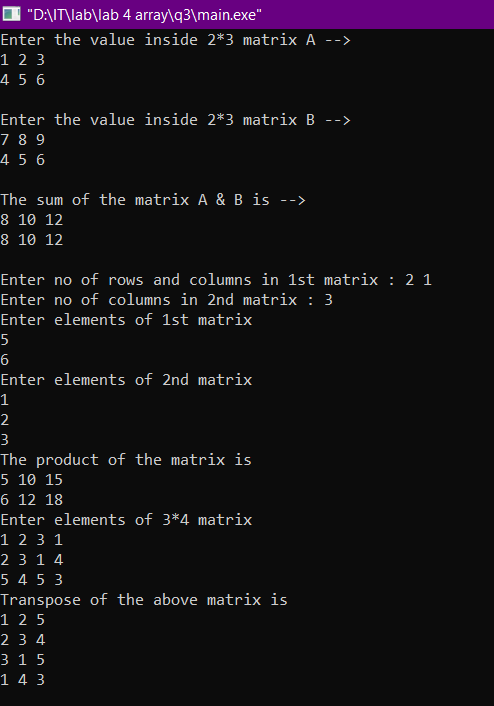 "D:\IT\lab\lab 4 array\q3\main.exe"
Enter the value inside 2*3 matrix A -->
1 2 3
4 5 6
Enter the value inside 2*3 matrix B -->
7 8 9
4 5 6
The sum of the matrix A & B is -->
8 10 12
8 10 12
Enter no of rows and columns in 1st matrix : 2 1
Enter no of columns in 2nd matrix : 3
Enter elements of 1st matrix
5
6
Enter elements of 2nd matrix
1
2
3
The product of the matrix is
5 10 15
6 12 18
Enter elements of 3*4 matrix
1 2 3 1
2 3 1 4
5 4 5 3
Transpose of the above matrix is
1 2 5
2 3 4
3 1 5
1 4 3